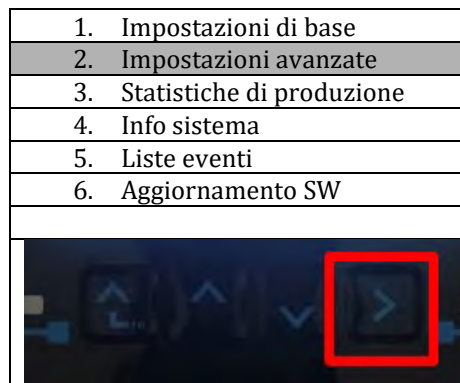 1. Impostazioni di base
2. Impostazioni avanzate
3. Statistiche di produzione
4. Info sistema
5. Liste eventi
6. Aggiornamento SW